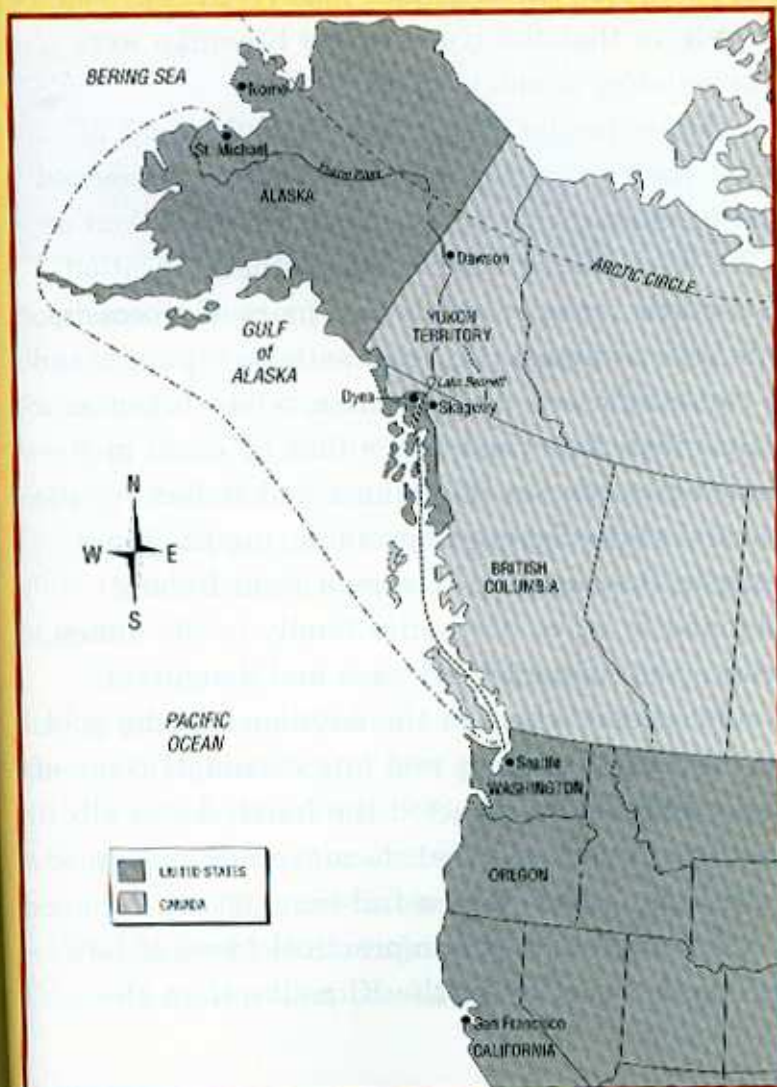 BERING SEA
Nome
St. Michael
Yukon River
ALASKA
Dawson
ARCTIC CIRCLE
YUKON
TERRITORY
GULF
of
ALASKA
Lake Bennett
Dyea
Skagway
N
W E
S
BRITISH
COLUMBIA
PACIFIC
OCEAN
Seattle
WASHINGTON
UNITED STATES
OREGON
CANADA
San Francisco
CALIFORNIA